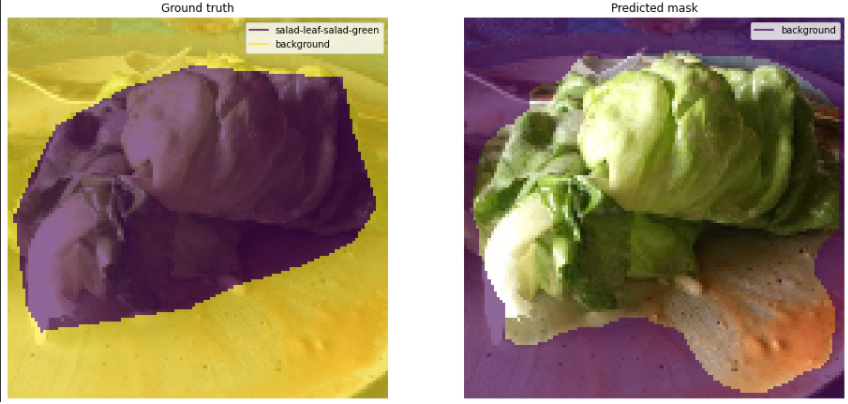 Ground truth
salad-leaf-salad-green
background
Predicted mask
background